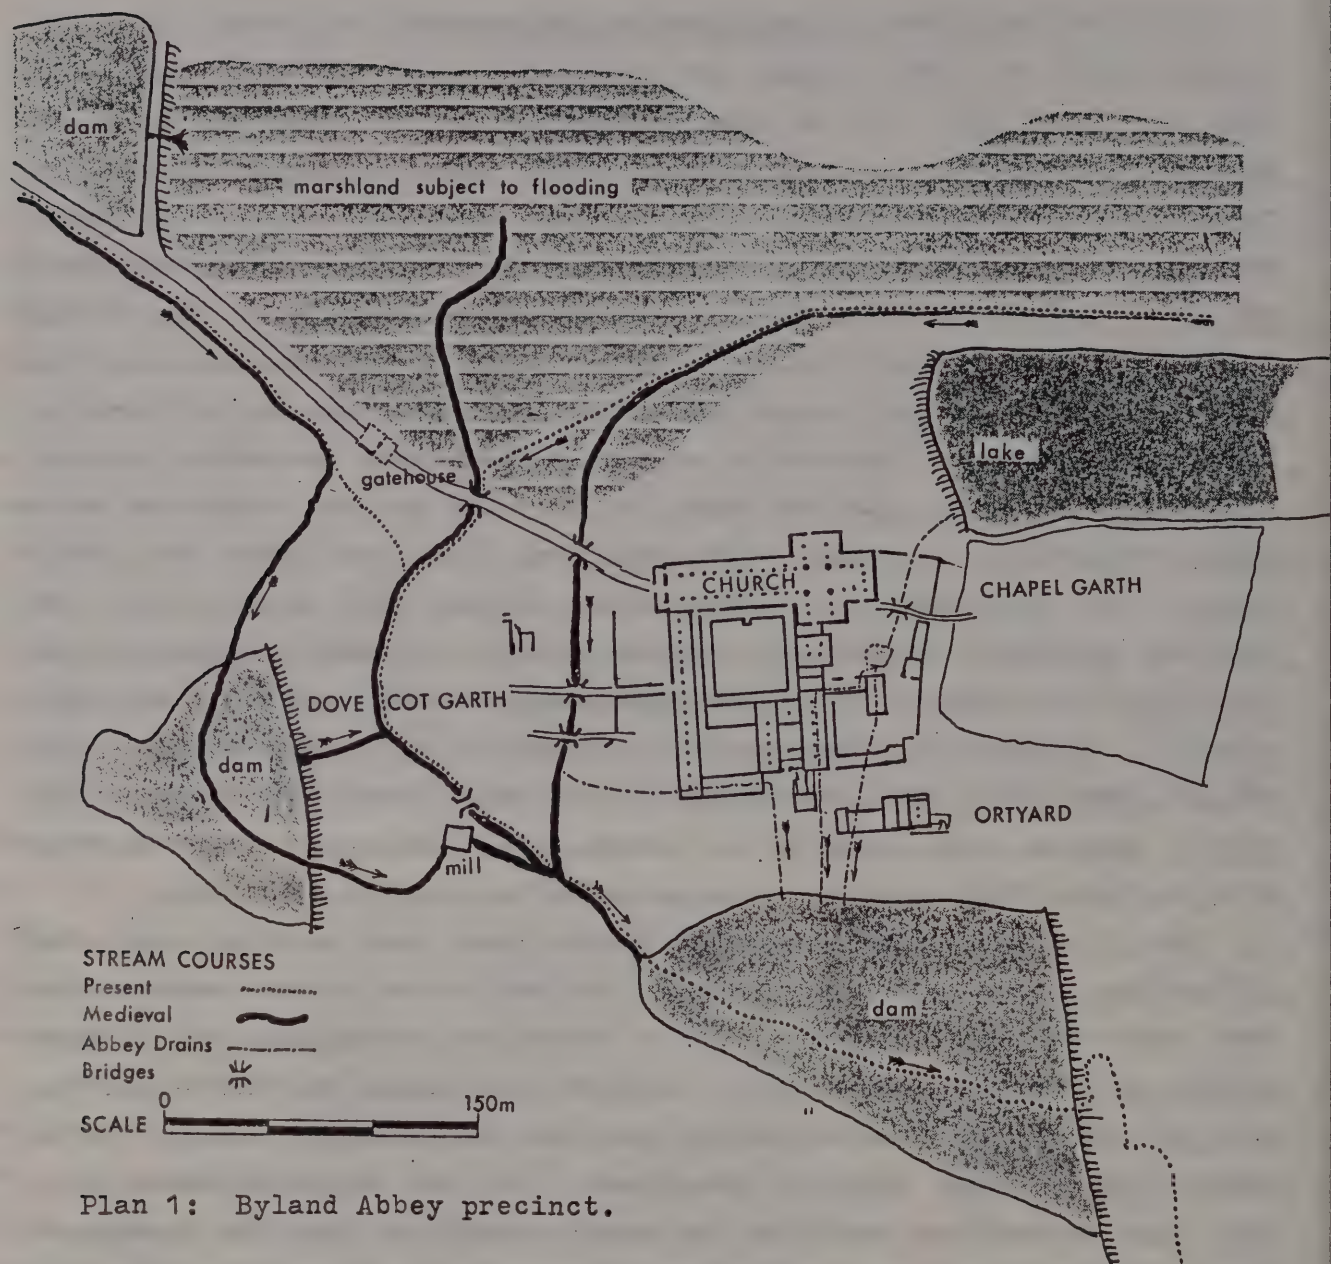 dam
marshland subject to flooding
gatehouse
lake
CHURCH
CHAPEL GARTH
DOVE COT GARTH
dam
mill
ORTYARD
dam
STREAM COURSES
Present
Medieval
Abbey Drains
Bridges
0 150m
SCALE
Plan 1: Byland Abbey precinct.